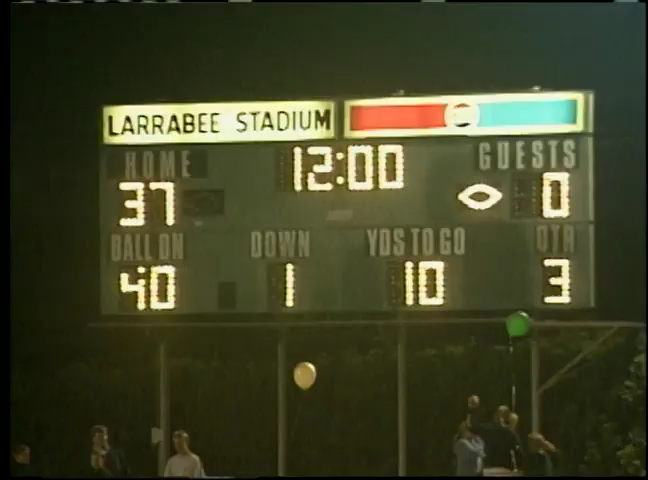 LARRABEE STADIUM
HOME 12:00 GUESTS
37 0
BALL ON DOWN YDS TO GO QTR
40 1 10 3